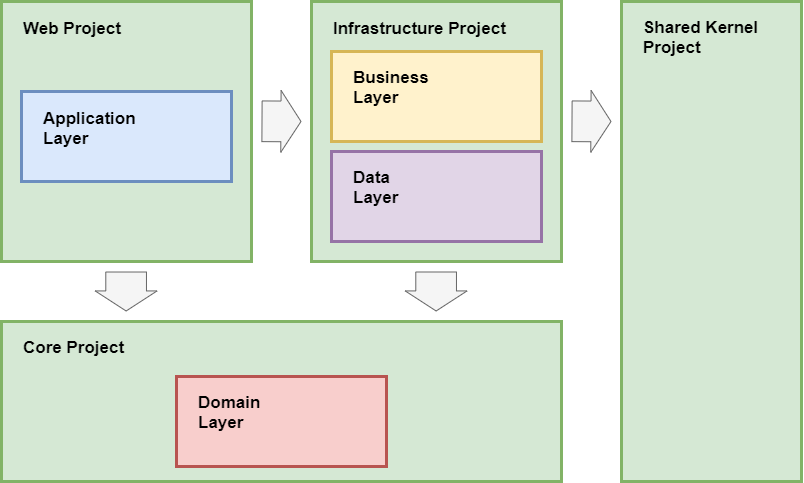 Web Project
Application
Layer
Infrastructure Project
Business
Layer
Data
Layer
Shared Kernel
Project
Core Project
Domain
Layer